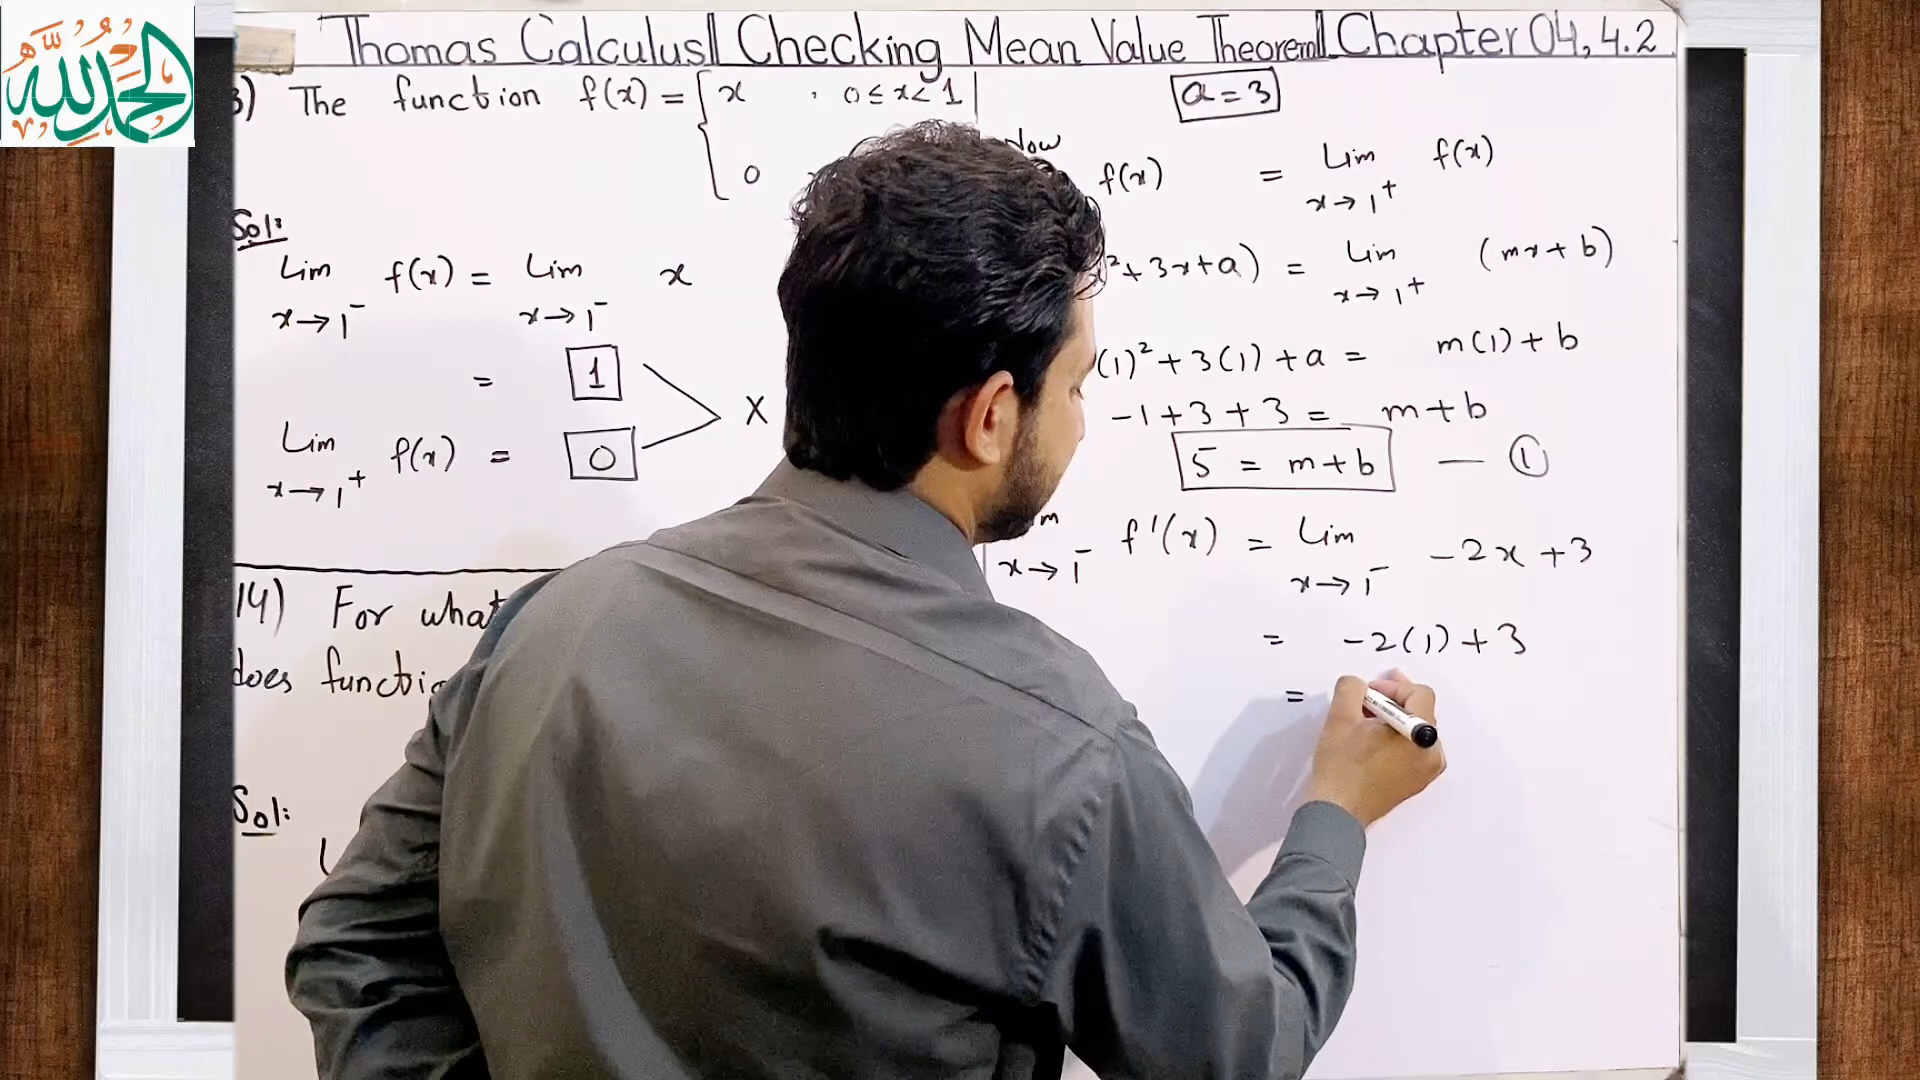 الحمد لله
Thomas Calculus|| Checking Mean Value Theorem|| Chapter 04, 4.2
3) The function f(x) = { x , 0 ≤ x < 1
0
Sol:
Lim x→1⁻ f(x) = Lim x→1⁻ x
= 1
X
Lim x→1⁺ f(x) = 0
14) For what
does functio
Sol:
a = 3
Now
f(x) = Lim x→1⁺ f(x)
x² + 3x + a) = Lim x→1⁺ (mx + b)
(1)² + 3(1) + a = m(1) + b
-1 + 3 + 3 = m + b
5 = m + b — ①
x→1⁻ f'(x) = Lim x→1⁻ -2x + 3
= -2(1) + 3
=